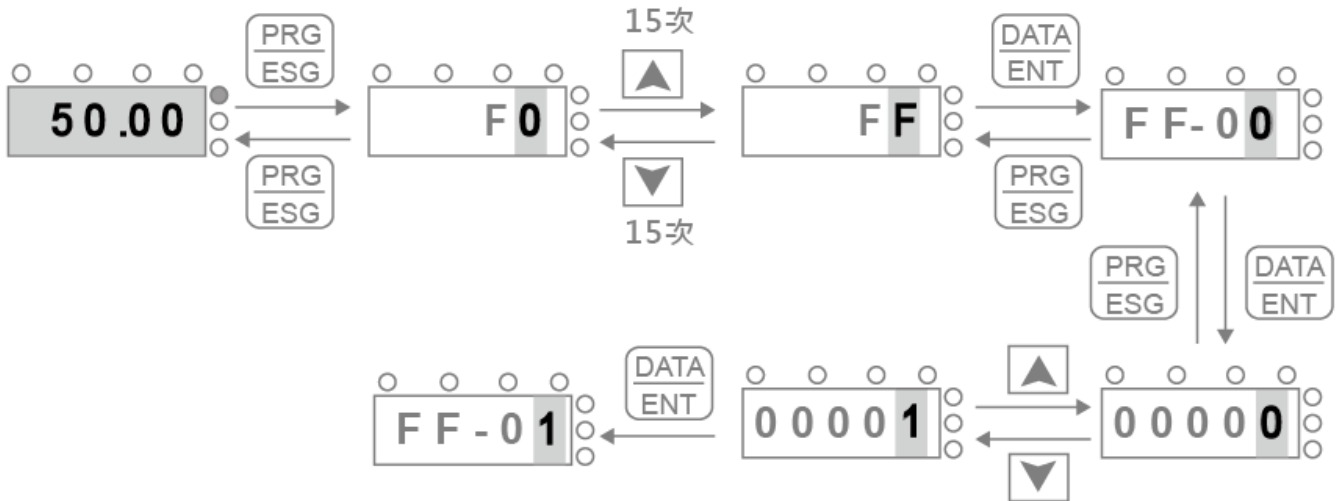 15次
PRG
ESG
DATA
ENT
50.00
F0
FF
FF-00
PRG
ESG
PRG
ESG
15次
PRG
ESG
DATA
ENT
DATA
ENT
FF-01
00001
00000